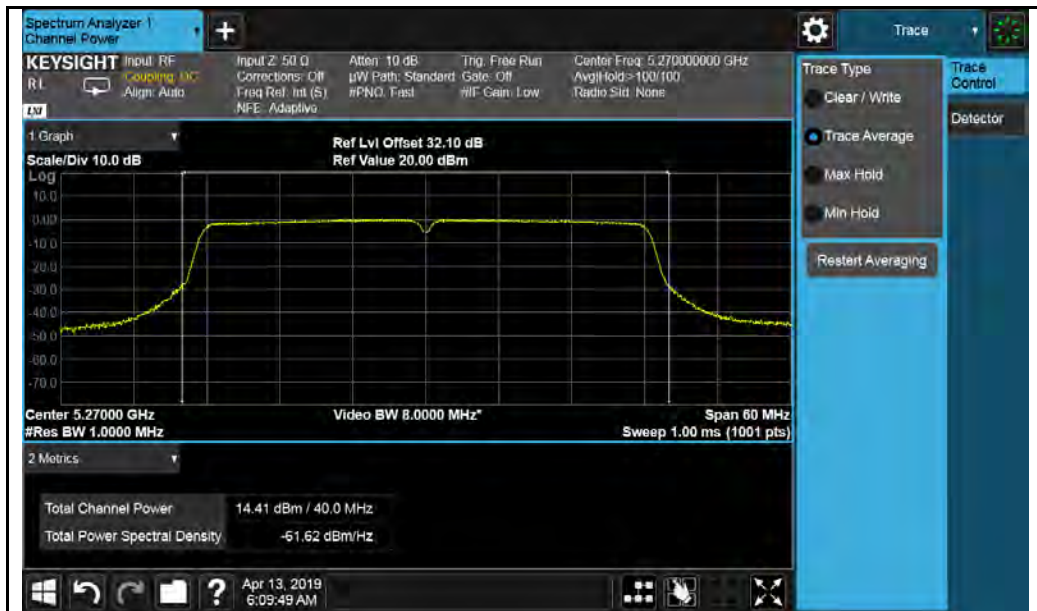 Spectrum Analyzer 1
Channel Power
+
Trace
KEYSIGHT Input: RF
Coupling: DC
Align: Auto
Input Z: 50 Ω
Corrections: Off
Freq Ref: Int (S)
NFE: Adaptive
Atten: 10 dB
µW Path: Standard
#PNO: Fast
Trig: Free Run
Gate: Off
#IF Gain: Low
Center Freq: 5.270000000 GHz
Avg|Hold:>100/100
Radio Std: None
Trace Type
Clear / Write
Trace Average
Max Hold
Min Hold
Restart Averaging
Trace
Control
Detector
1 Graph
Scale/Div 10.0 dB
Ref Lvl Offset 32.10 dB
Ref Value 20.00 dBm
Log
10.0
0.00
-10.0
-20.0
-30.0
-40.0
-50.0
-60.0
-70.0
Center 5.27000 GHz
#Res BW 1.0000 MHz
Video BW 8.0000 MHz*
Span 60 MHz
Sweep 1.00 ms (1001 pts)
2 Metrics
Total Channel Power 14.41 dBm / 40.0 MHz
Total Power Spectral Density -61.62 dBm/Hz
?
Apr 13, 2019
6:09:49 AM